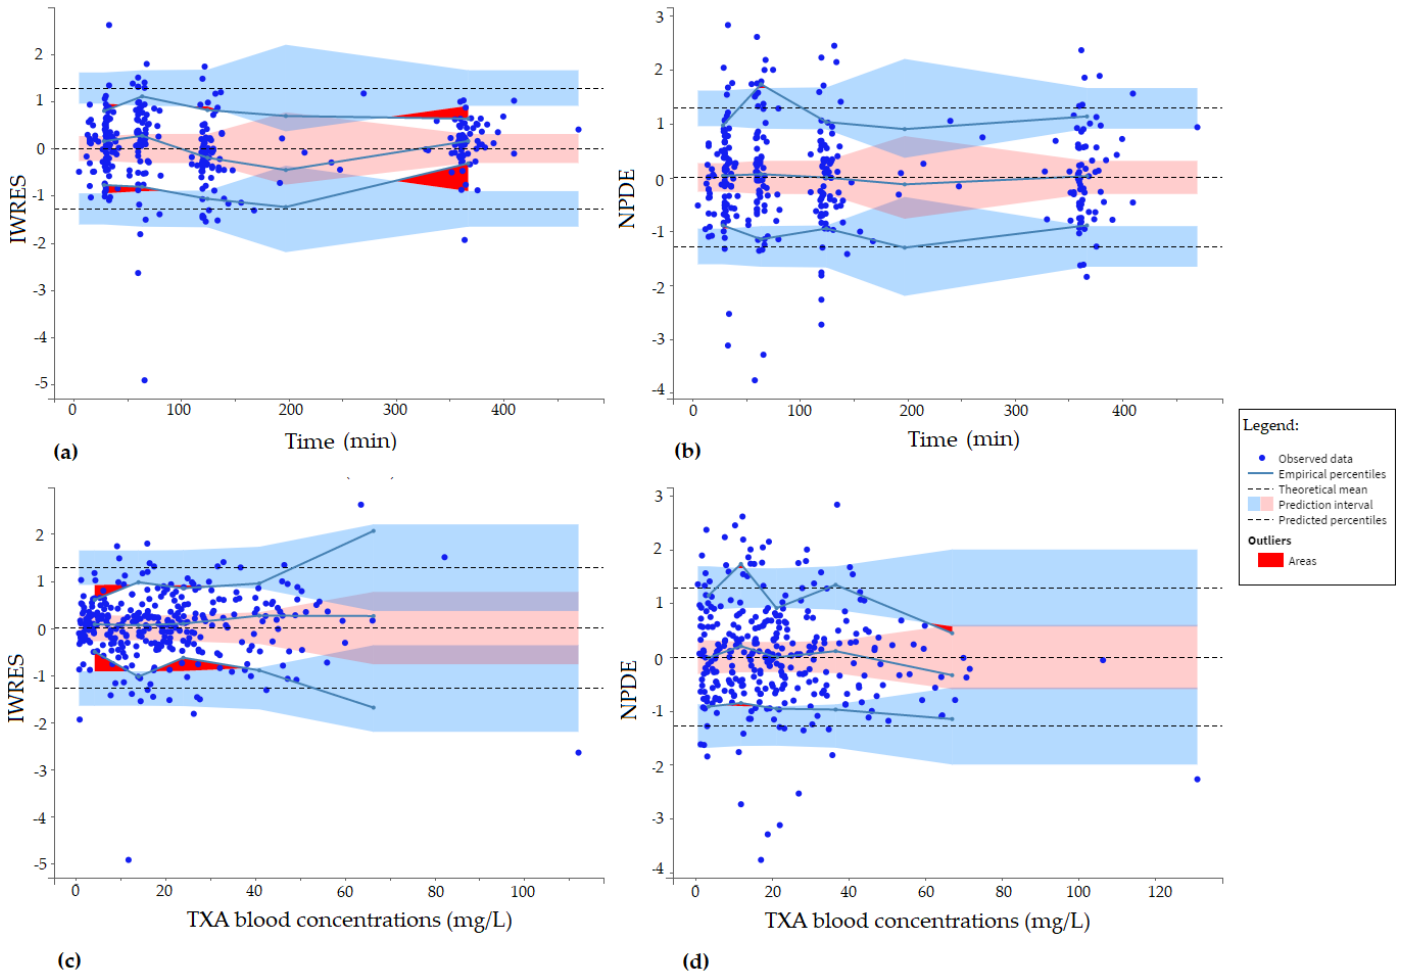 2
1
0
-1
-2
-3
-4
-5
IWRES
0
100
200
300
400
Time (min)
(a)
3
2
1
0
-1
-2
-3
-4
NPDE
0
100
200
300
400
Time (min)
(b)
Legend:
Observed data
Empirical percentiles
Theoretical mean
Prediction interval
Predicted percentiles
Outliers
Areas
2
1
0
-1
-2
-3
-4
-5
IWRES
0
20
40
60
80
100
TXA blood concentrations (mg/L)
(c)
3
2
1
0
-1
-2
-3
-4
NPDE
0
20
40
60
80
100
120
TXA blood concentrations (mg/L)
(d)